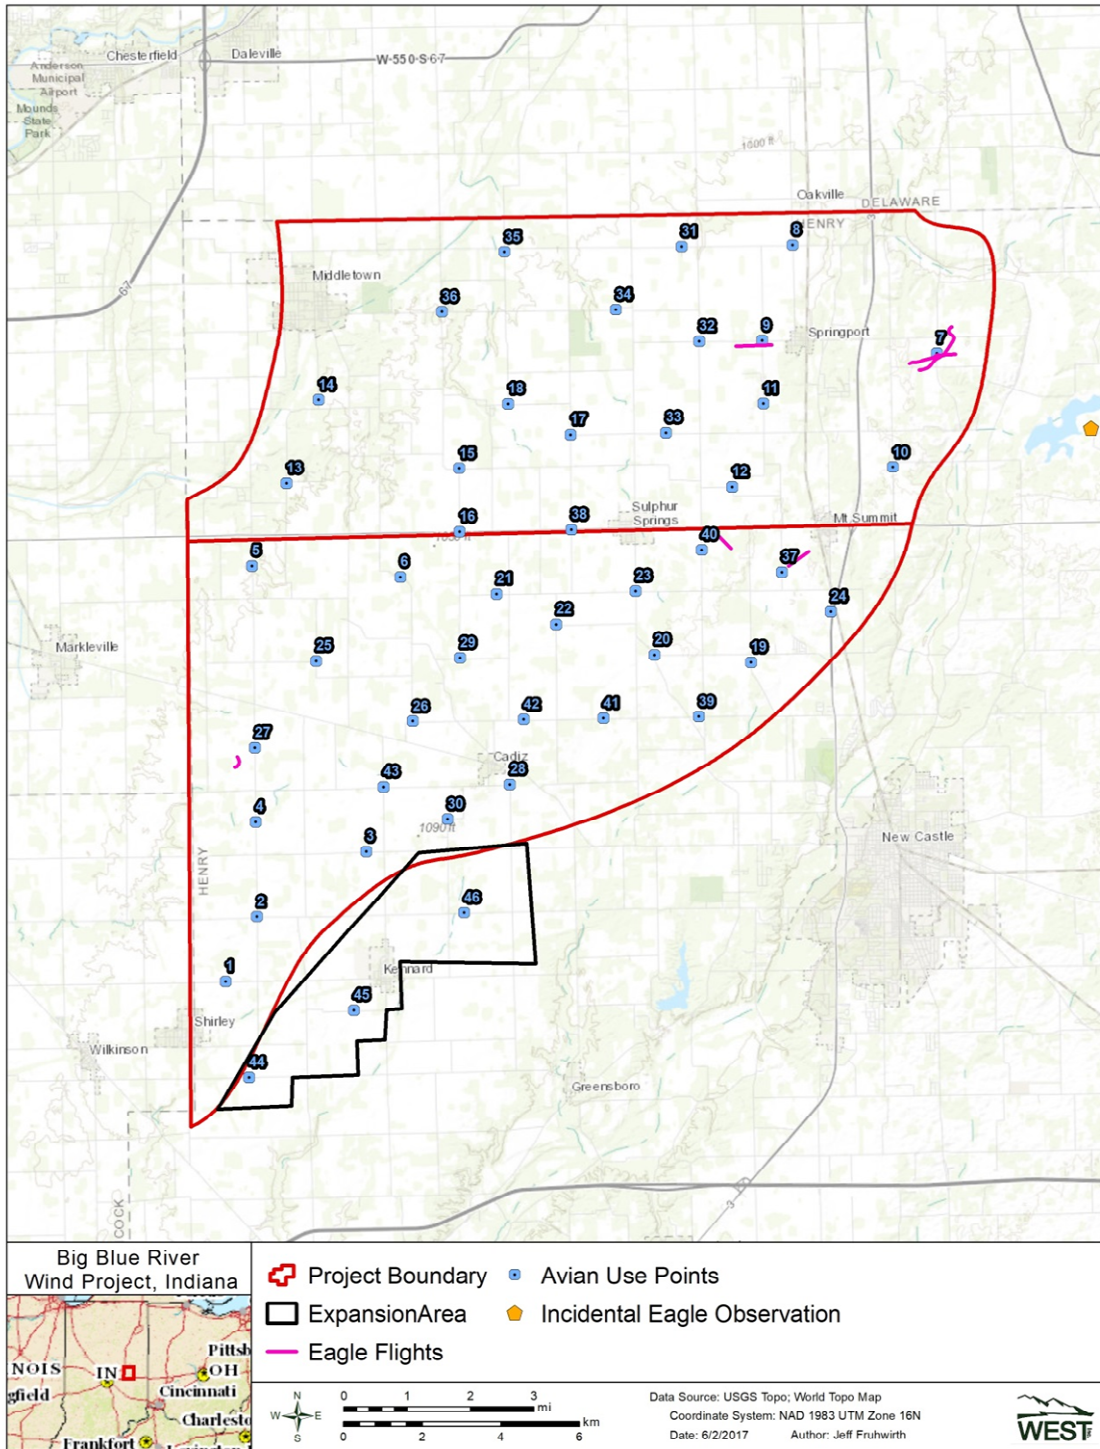 Chesterfield
Daleville
W-550-S 67
Anderson
Municipal
Airport
Mounds
State
Park
1000 ft
Oakville
DELAWARE
HENRY
35
31
8
67
Middletown
36
34
32
9
Springport
7
14
18
11
17
33
15
10
13
12
16
38
Sulphur
Springs
Mt Summit
40
5
6
37
21
23
22
24
Markleville
25
29
20
19
26
42
41
39
27
Cadiz
43
28
4
30
1090 ft
3
New Castle
HENRY
46
2
Kennard
1
45
Shirley
Wilkinson
44
Greensboro
3
COCK
Big Blue River
Wind Project, Indiana
NOIS
IN
Pittsb
OH
gfield
Cincinnati
Charlesto
Frankfort
Project Boundary
Avian Use Points
ExpansionArea
Incidental Eagle Observation
Eagle Flights
N
W E
S
0 1 2 3
mi
km
0 2 4 6
Data Source: USGS Topo; World Topo Map
Coordinate System: NAD 1983 UTM Zone 16N
Date: 6/2/2017 Author: Jeff Fruhwirth
WEST